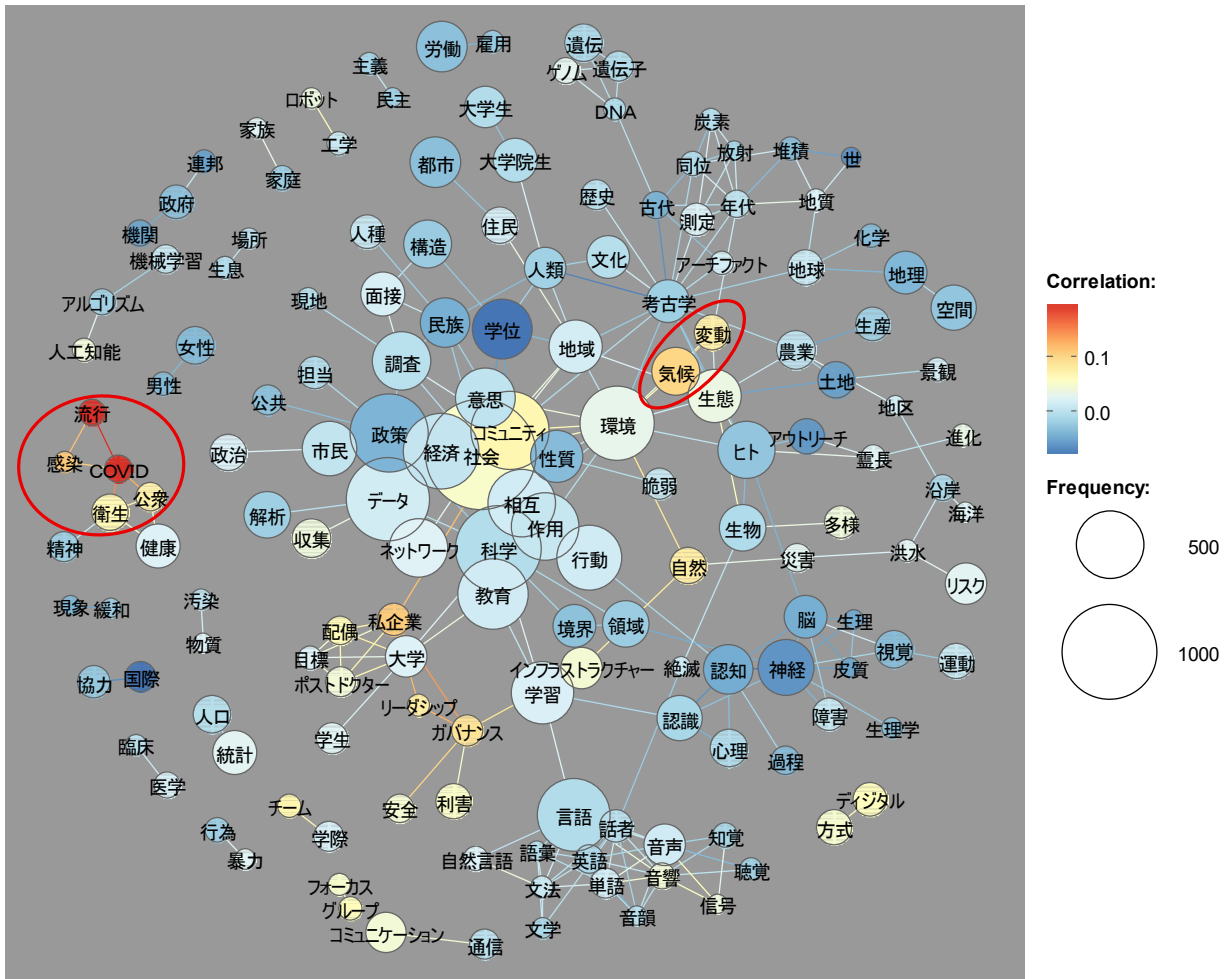 労働
雇用
遺伝
ゲノム
遺伝子
DNA
主義
民主
ロボット
工学
家族
家庭
大学生
大学院生
都市
住民
炭素
放射
同位
堆積
世
連邦
政府
機関
機械学習
場所
生息
アルゴリズム
人工知能
歴史
古代
測定
年代
地質
人種
構造
人類
文化
アーチファクト
地球
化学
地理
空間
現地
面接
民族
学位
考古学
変動
気候
生産
農業
土地
景観
地区
女性
男性
調査
担当
公共
地域
生態
流行
感染
COVID
公衆
衛生
精神
健康
政治
市民
政策
意思
経済
コミュニティ
社会
性質
環境
ヒト
アウトリーチ
霊長
進化
データ
相互
作用
脆弱
沿岸
海洋
解析
収集
ネットワーク
科学
行動
生物
多様
自然
災害
洪水
リスク
教育
現象
緩和
汚染
物質
配偶
私企業
目標
大学
ポストドクター
境界
領域
インフラストラクチャー
絶滅
認知
神経
脳
生理
皮質
視覚
運動
協力
国際
人口
統計
リーダシップ
ガバナンス
学習
学生
認識
心理
過程
障害
生理学
臨床
医学
安全
利害
チーム
学際
行為
暴力
言語
話者
音声
知覚
聴覚
ディジタル
方式
自然言語
語彙
英語
文法
単語
音響
信号
文学
音韻
フォーカス
グループ
コミュニケーション
通信
Correlation:
0.1
0.0
Frequency:
500
1000